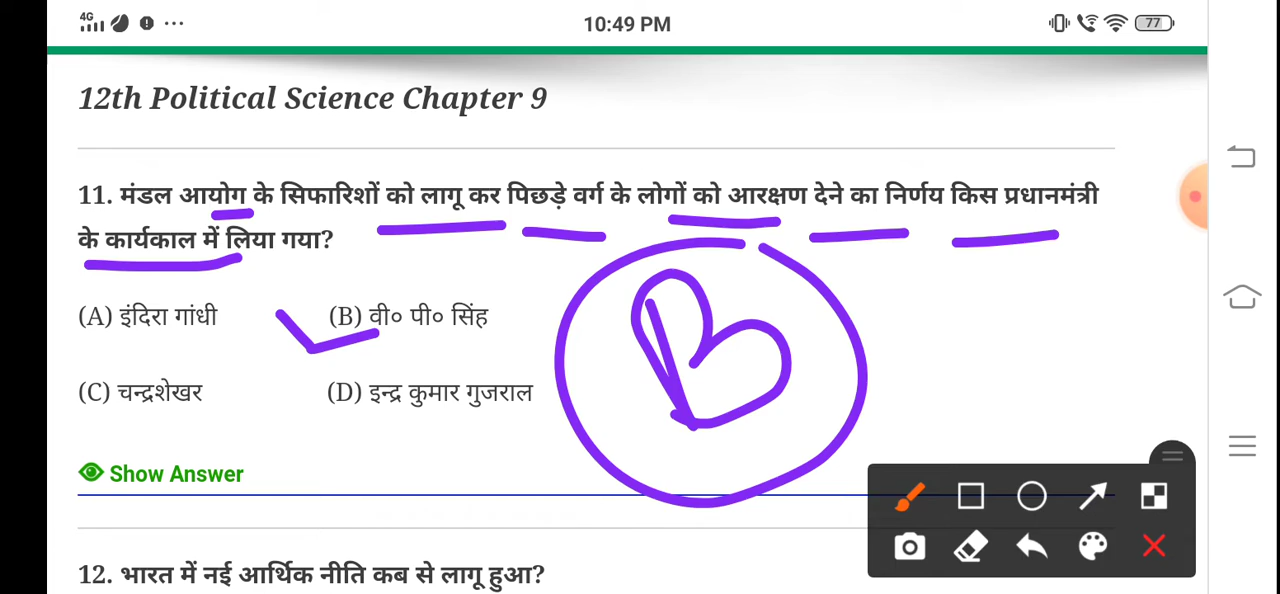 4G
10:49 PM
77
12th Political Science Chapter 9
11. मंडल आयोग के सिफारिशों को लागू कर पिछड़े वर्ग के लोगों को आरक्षण देने का निर्णय किस प्रधानमंत्री
के कार्यकाल में लिया गया?
(A) इंदिरा गांधी (B) वी० पी० सिंह
B
(C) चन्द्रशेखर (D) इन्द्र कुमार गुजराल
Show Answer
12. भारत में नई आर्थिक नीति कब से लागू हुआ?